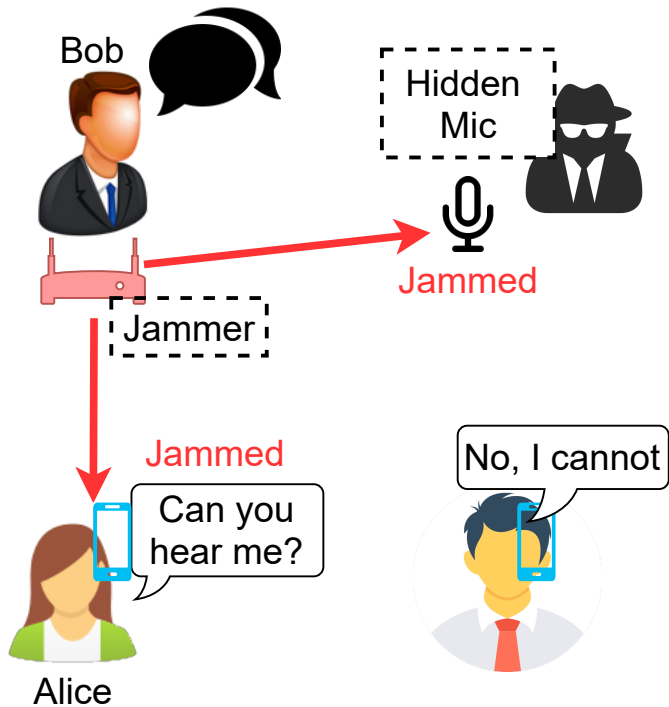 Bob
Hidden
Mic
Jammed
Jammer
Jammed
No, I cannot
Can you
hear me?
Alice